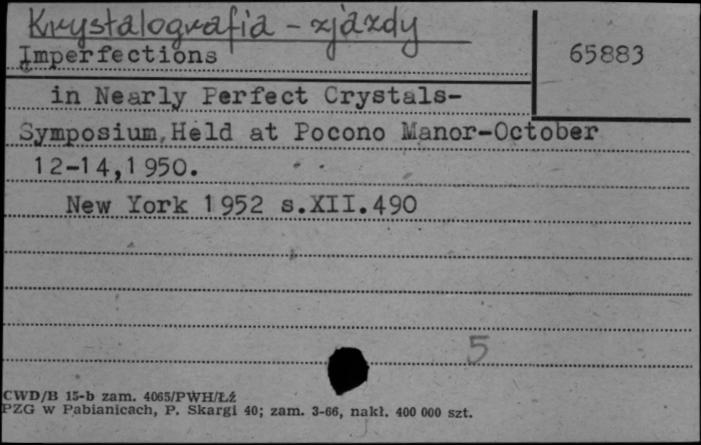 Krystalografia - zjazdy
Imperfections
65883
in Nearly Perfect Crystals-
Symposium, Held at Pocono Manor-October
12-14,1950.
New York 1952 s.XII.490
5
CWD/B 15-b zam. 4065/PWH/Łź
PZG w Pabianicach, P. Skargi 40; zam. 3-66, nakł. 400 000 szt.